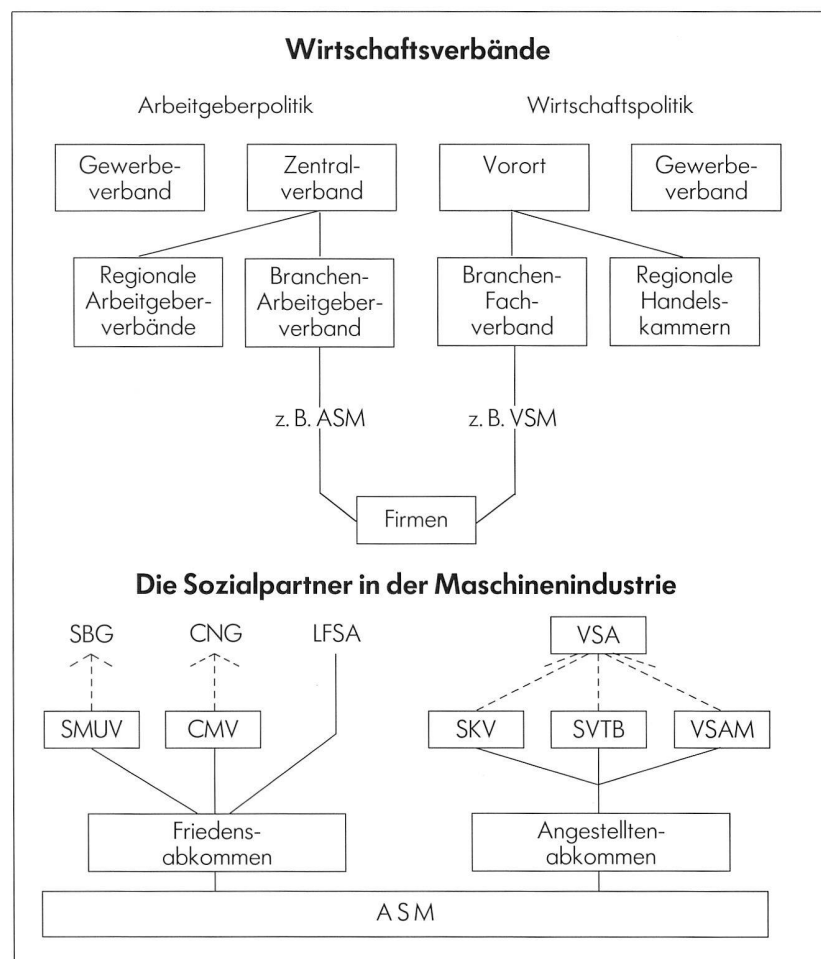 Wirtschaftsverbände
Arbeitgeberpolitik
Wirtschaftspolitik
Gewerbe-
verband
Zentral-
verband
Vorort
Gewerbe-
verband
Regionale
Arbeitgeber-
verbände
Branchen-
Arbeitgeber-
verband
Branchen-
Fach-
verband
Regionale
Handels-
kammern
z. B. ASM
z. B. VSM
Firmen
Die Sozialpartner in der Maschinenindustrie
SBG
CNG
LFSA
VSA
SMUV
CMV
SKV
SVTB
VSAM
Friedens-
abkommen
Angestellten-
abkommen
ASM